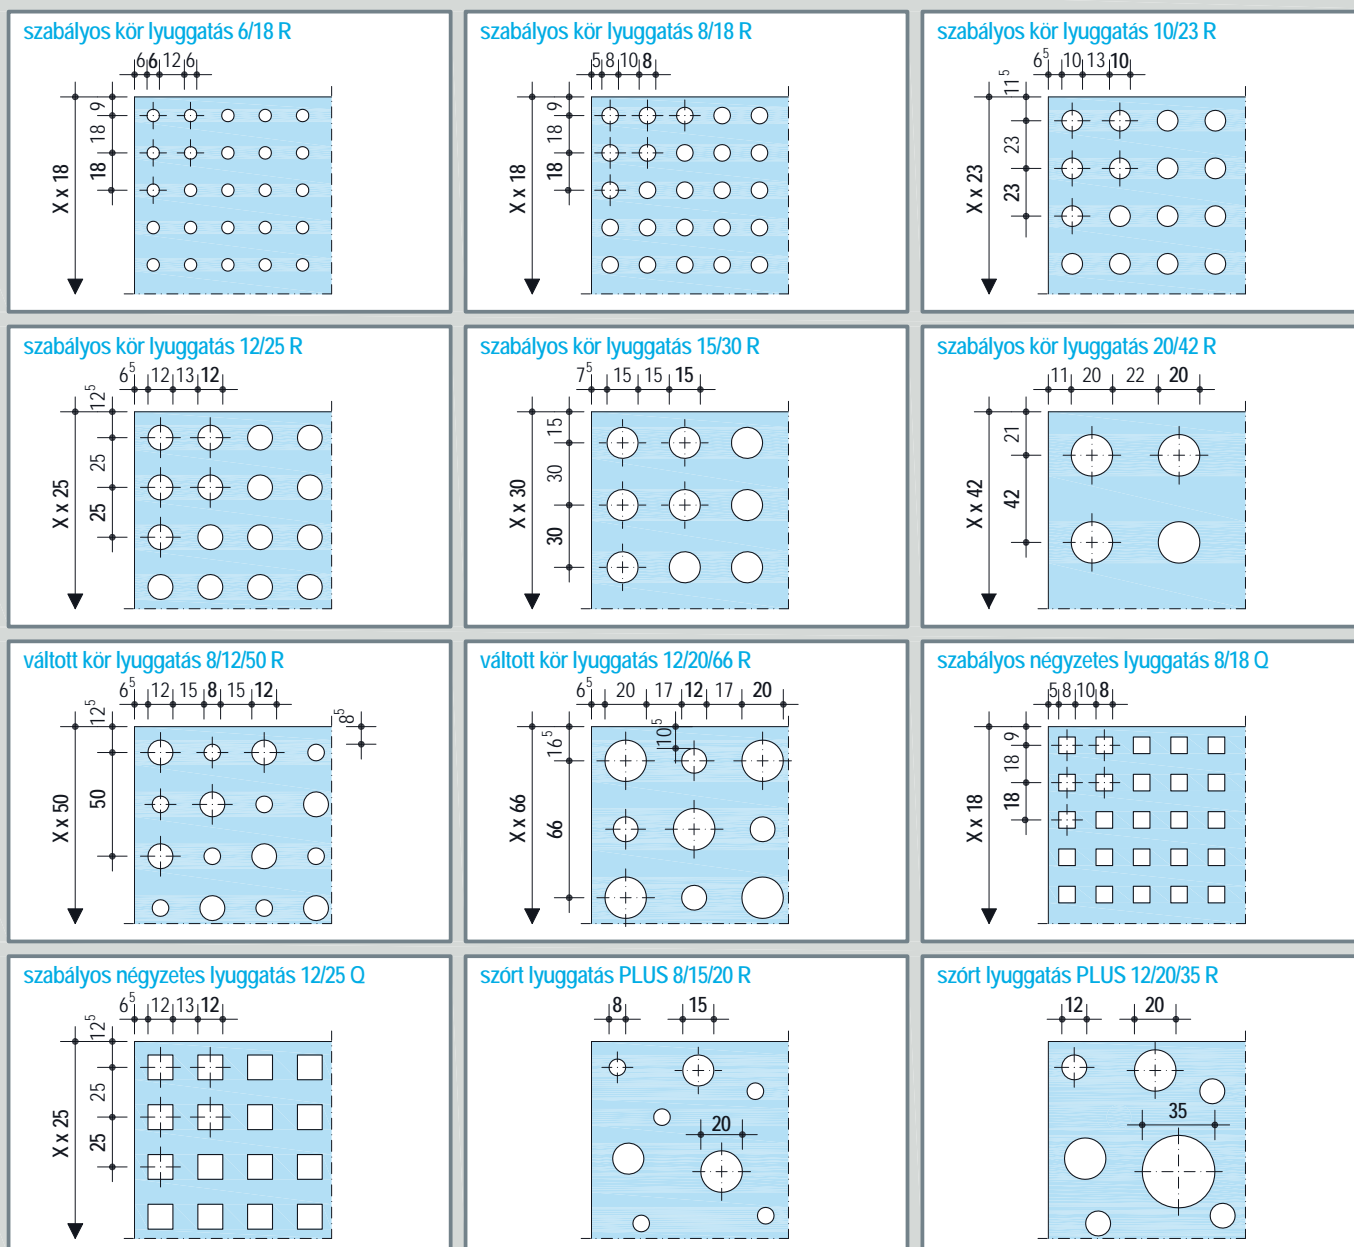 szabályos kör lyuggatás 6/18 R
6 6 12 6
9
18
18
X x 18
szabályos kör lyuggatás 8/18 R
5 8 10 8
9
18
18
X x 18
szabályos kör lyuggatás 10/23 R
6⁵ 10 13 10
11⁵
23
23
X x 23
szabályos kör lyuggatás 12/25 R
6⁵ 12 13 12
12⁵
25
25
X x 25
szabályos kör lyuggatás 15/30 R
7⁵ 15 15 15
15
30
30
X x 30
szabályos kör lyuggatás 20/42 R
11 20 22 20
21
42
X x 42
váltott kör lyuggatás 8/12/50 R
6⁵ 12 15 8 15 12
12⁵
8⁵
50
X x 50
váltott kör lyuggatás 12/20/66 R
6⁵ 20 17 12 17 20
16⁵
10⁵
66
X x 66
szabályos négyzetes lyuggatás 8/18 Q
5 8 10 8
9
18
18
X x 18
szabályos négyzetes lyuggatás 12/25 Q
6⁵ 12 13 12
12⁵
25
25
X x 25
szórt lyuggatás PLUS 8/15/20 R
8 15
20
szórt lyuggatás PLUS 12/20/35 R
12 20
35